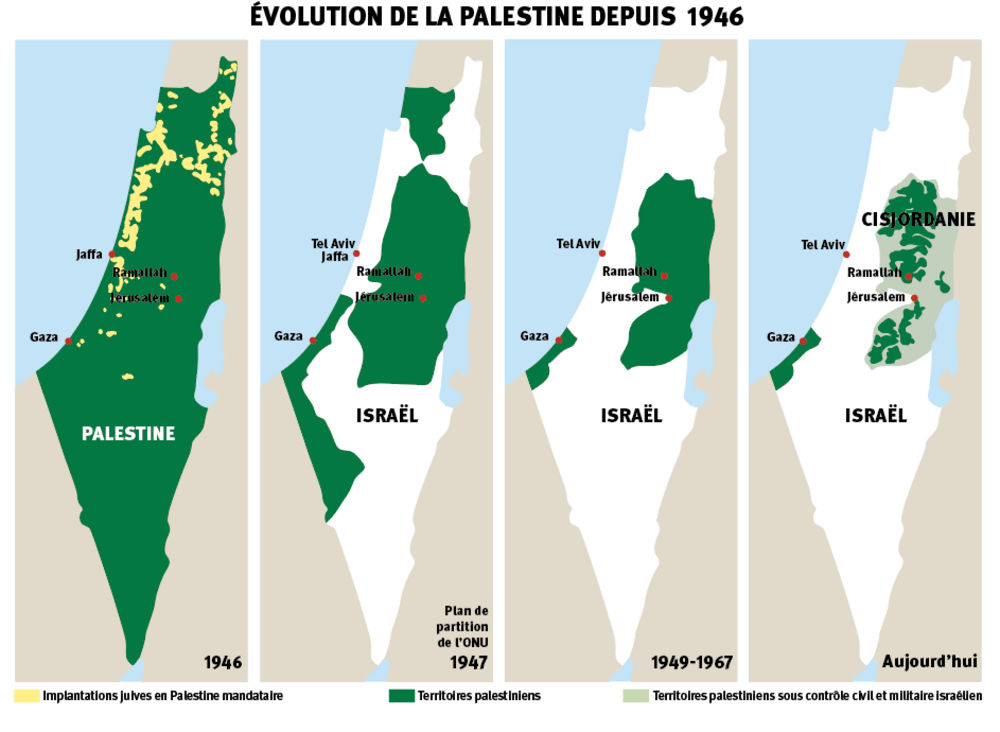 ÉVOLUTION DE LA PALESTINE DEPUIS 1946
Jaffa
Ramallah
Jérusalem
Gaza
PALESTINE
1946
Tel Aviv
Jaffa
Ramallah
Jérusalem
Gaza
ISRAËL
Plan de
partition
de l'ONU
1947
Tel Aviv
Ramallah
Jérusalem
Gaza
ISRAËL
1949-1967
CISJORDANIE
Tel Aviv
Ramallah
Jérusalem
Gaza
ISRAËL
Aujourd'hui
Implantations juives en Palestine mandataire
Territoires palestiniens
Territoires palestiniens sous contrôle civil et militaire israélien